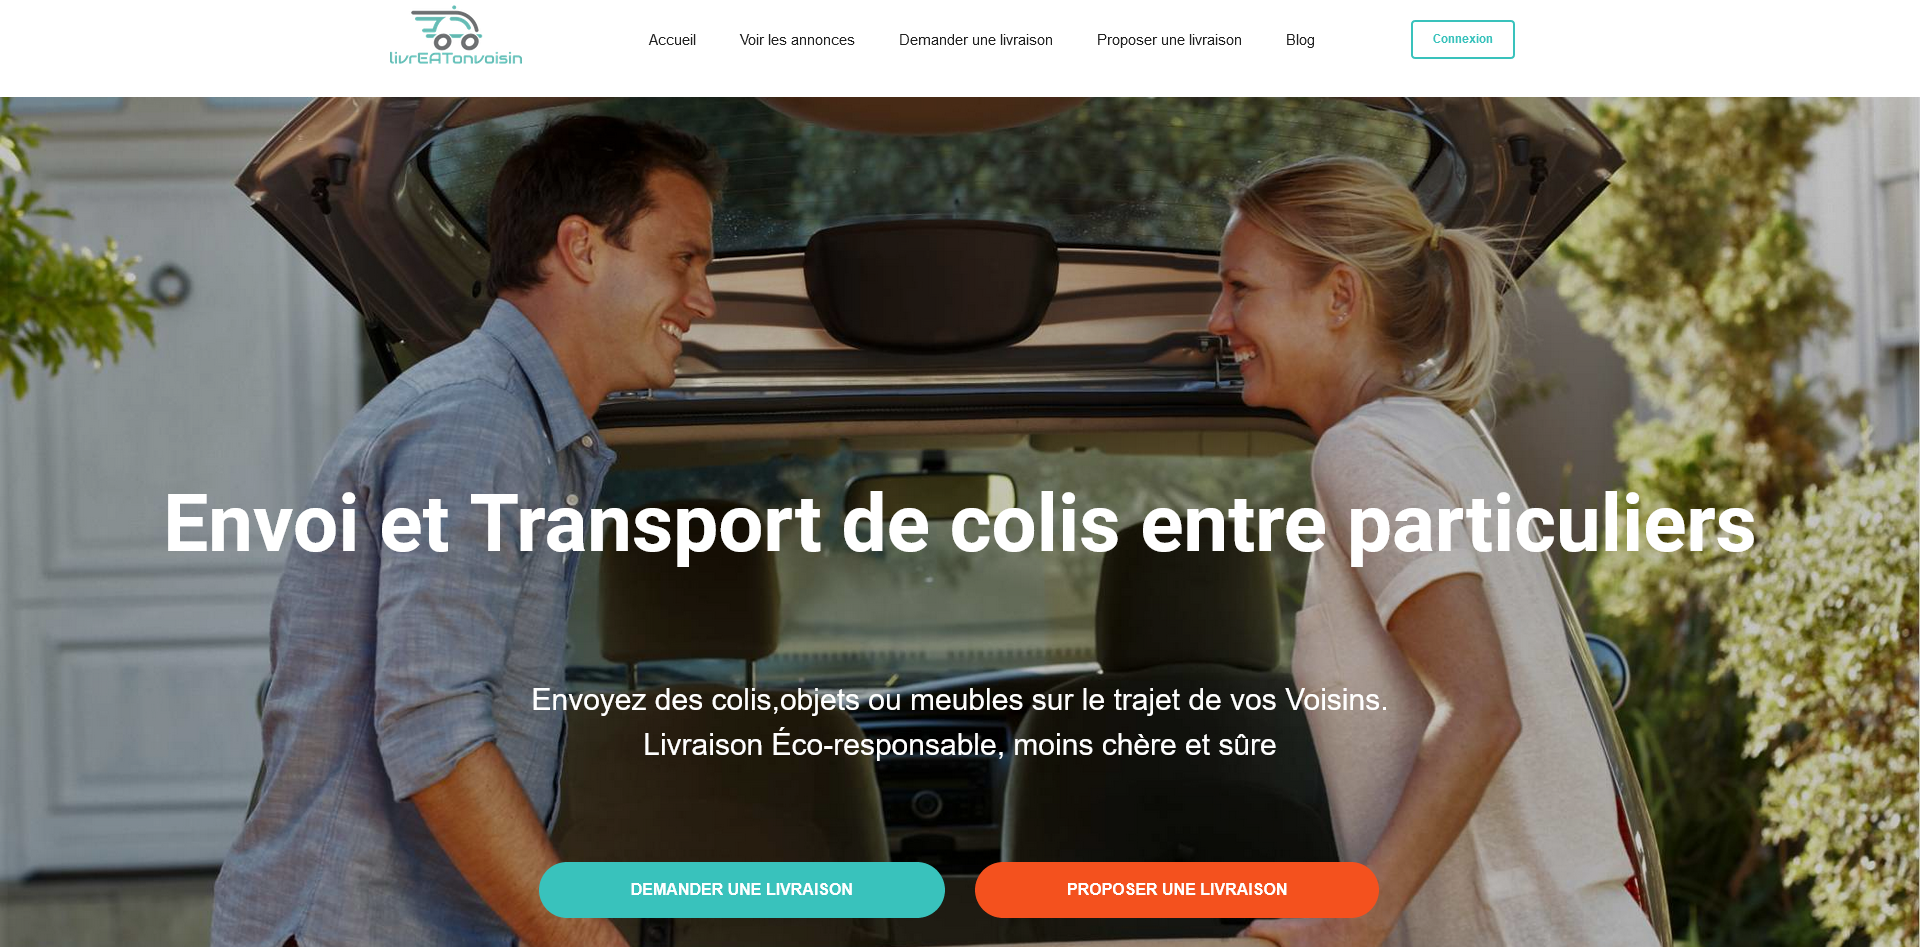 livrEATonvoisin
Accueil
Voir les annonces
Demander une livraison
Proposer une livraison
Blog
Connexion
Envoi et Transport de colis entre particuliers
Envoyez des colis,objets ou meubles sur le trajet de vos Voisins.
Livraison Éco-responsable, moins chère et sûre
DEMANDER UNE LIVRAISON
PROPOSER UNE LIVRAISON